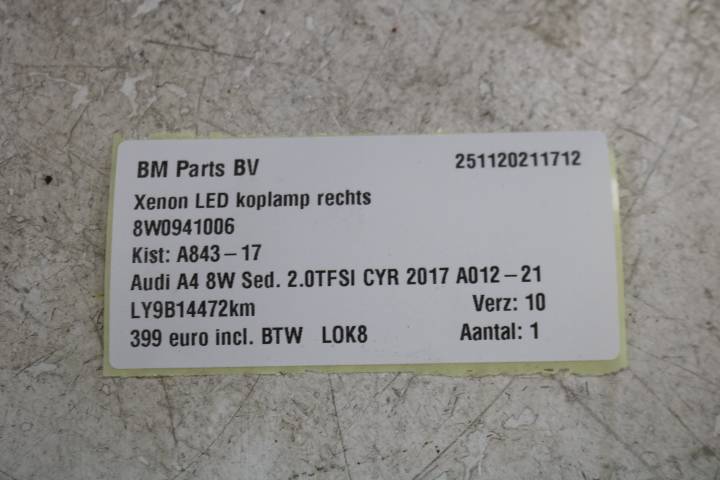 BM Parts BV 251120211712
Xenon LED koplamp rechts
8W0941006
Kist: A843-17
Audi A4 8W Sed. 2.0TFSI CYR 2017 A012-21
LY9B14472km Verz: 10
399 euro incl. BTW LOK8 Aantal: 1